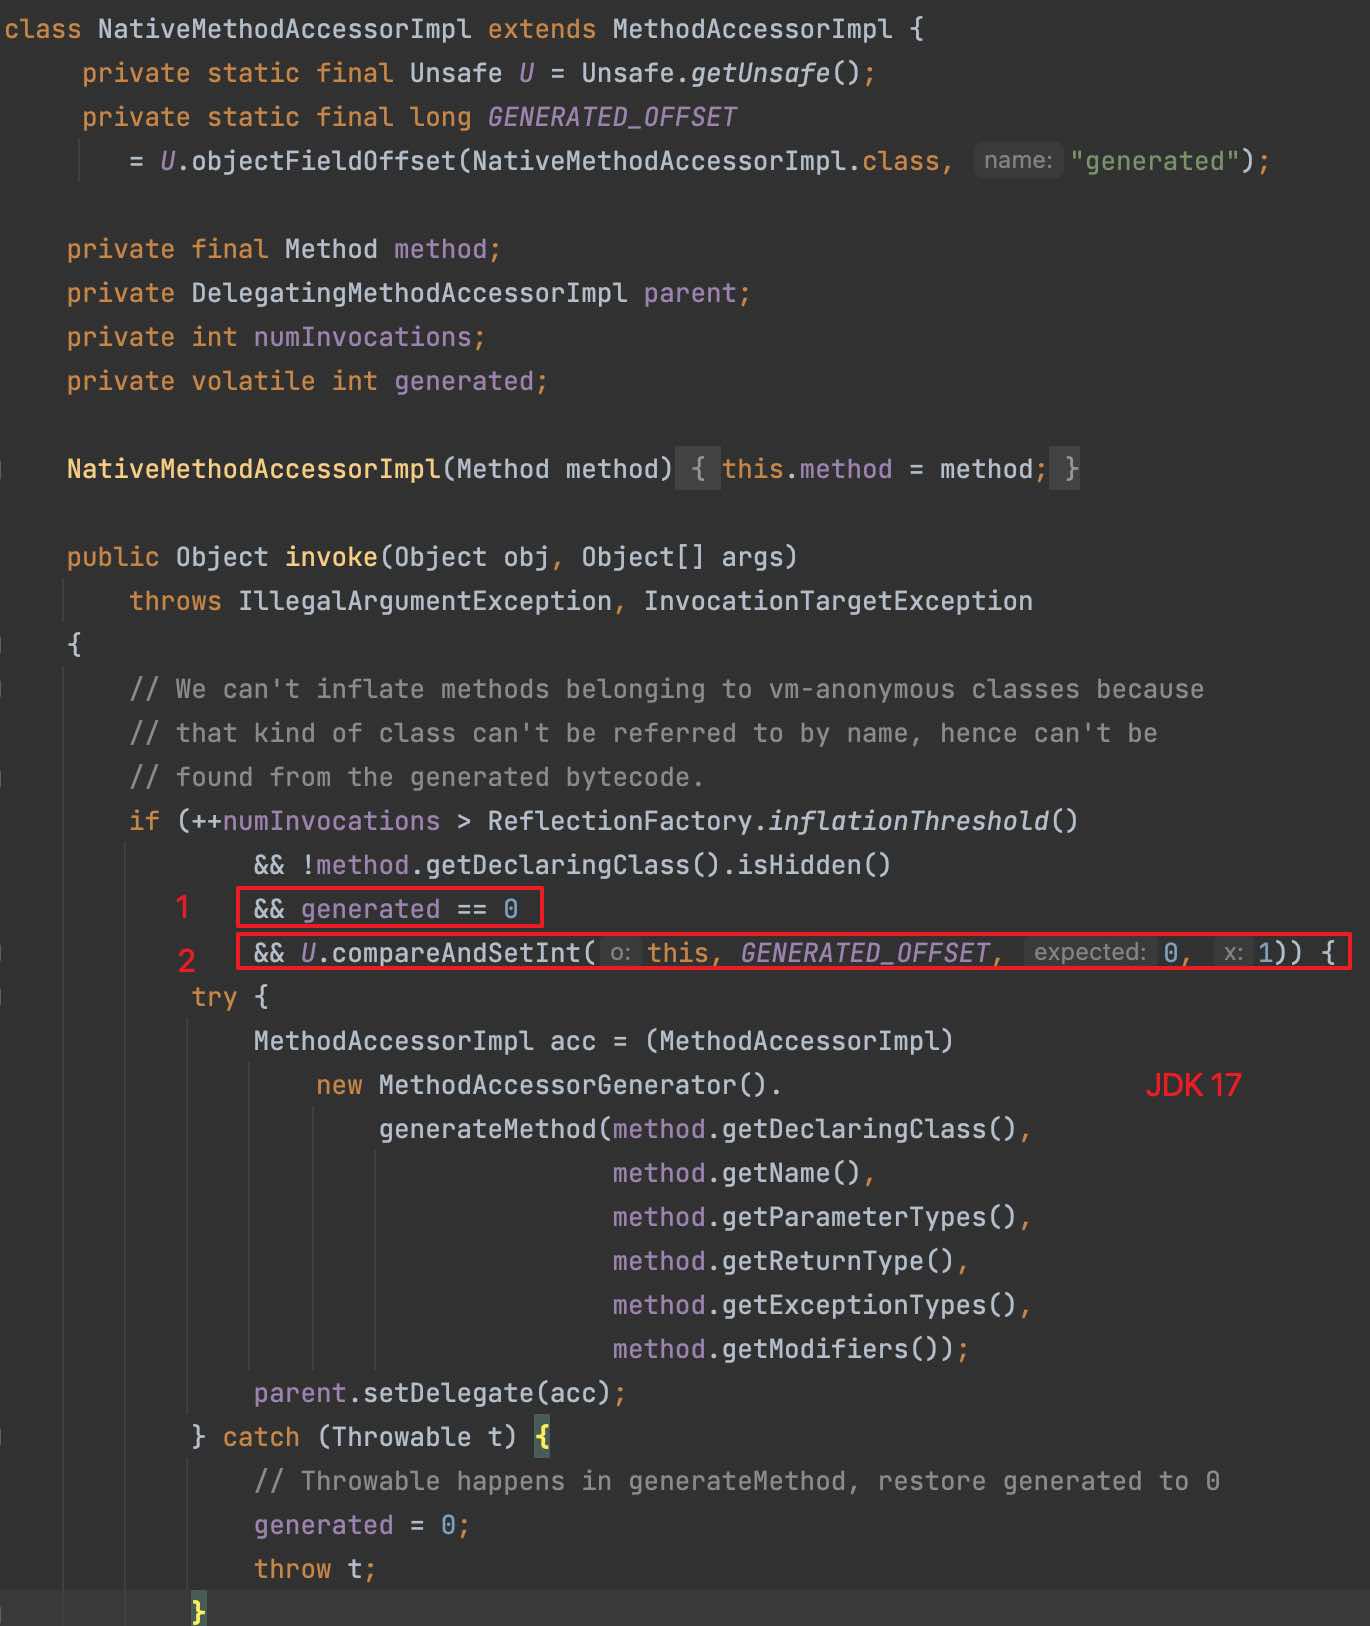 class NativeMethodAccessorImpl extends MethodAccessorImpl {
private static final Unsafe U = Unsafe.getUnsafe();
private static final long GENERATED_OFFSET
= U.objectFieldOffset(NativeMethodAccessorImpl.class, name: "generated");
private final Method method;
private DelegatingMethodAccessorImpl parent;
private int numInvocations;
private volatile int generated;
NativeMethodAccessorImpl(Method method) { this.method = method; }
public Object invoke(Object obj, Object[] args)
throws IllegalArgumentException, InvocationTargetException
{
// We can't inflate methods belonging to vm-anonymous classes because
// that kind of class can't be referred to by name, hence can't be
// found from the generated bytecode.
if (++numInvocations > ReflectionFactory.inflationThreshold()
&& !method.getDeclaringClass().isHidden()
1 && generated == 0
2 && U.compareAndSetInt( o: this, GENERATED_OFFSET, expected: 0, x: 1)) {
try {
MethodAccessorImpl acc = (MethodAccessorImpl)
new MethodAccessorGenerator(). JDK 17
generateMethod(method.getDeclaringClass(),
method.getName(),
method.getParameterTypes(),
method.getReturnType(),
method.getExceptionTypes(),
method.getModifiers());
parent.setDelegate(acc);
} catch (Throwable t) {
// Throwable happens in generateMethod, restore generated to 0
generated = 0;
throw t;
}